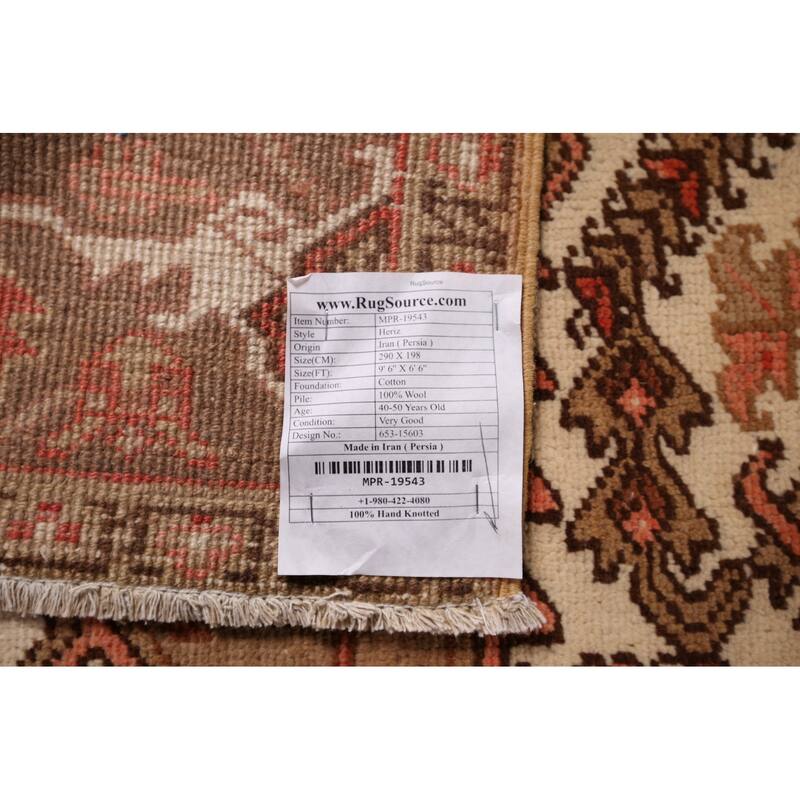 RugSource
www.RugSource.com
Item Number: MPR-19543
Style Heriz
Origin Iran ( Persia )
Size(CM): 290 X 198
Size(FT): 9' 6" X 6' 6"
Foundation: Cotton
Pile: 100% Wool
Age: 40-50 Years Old
Condition: Very Good
Design No.: 653-15603
Made in Iran ( Persia )
MPR-19543
+1-980-422-4080
100% Hand Knotted